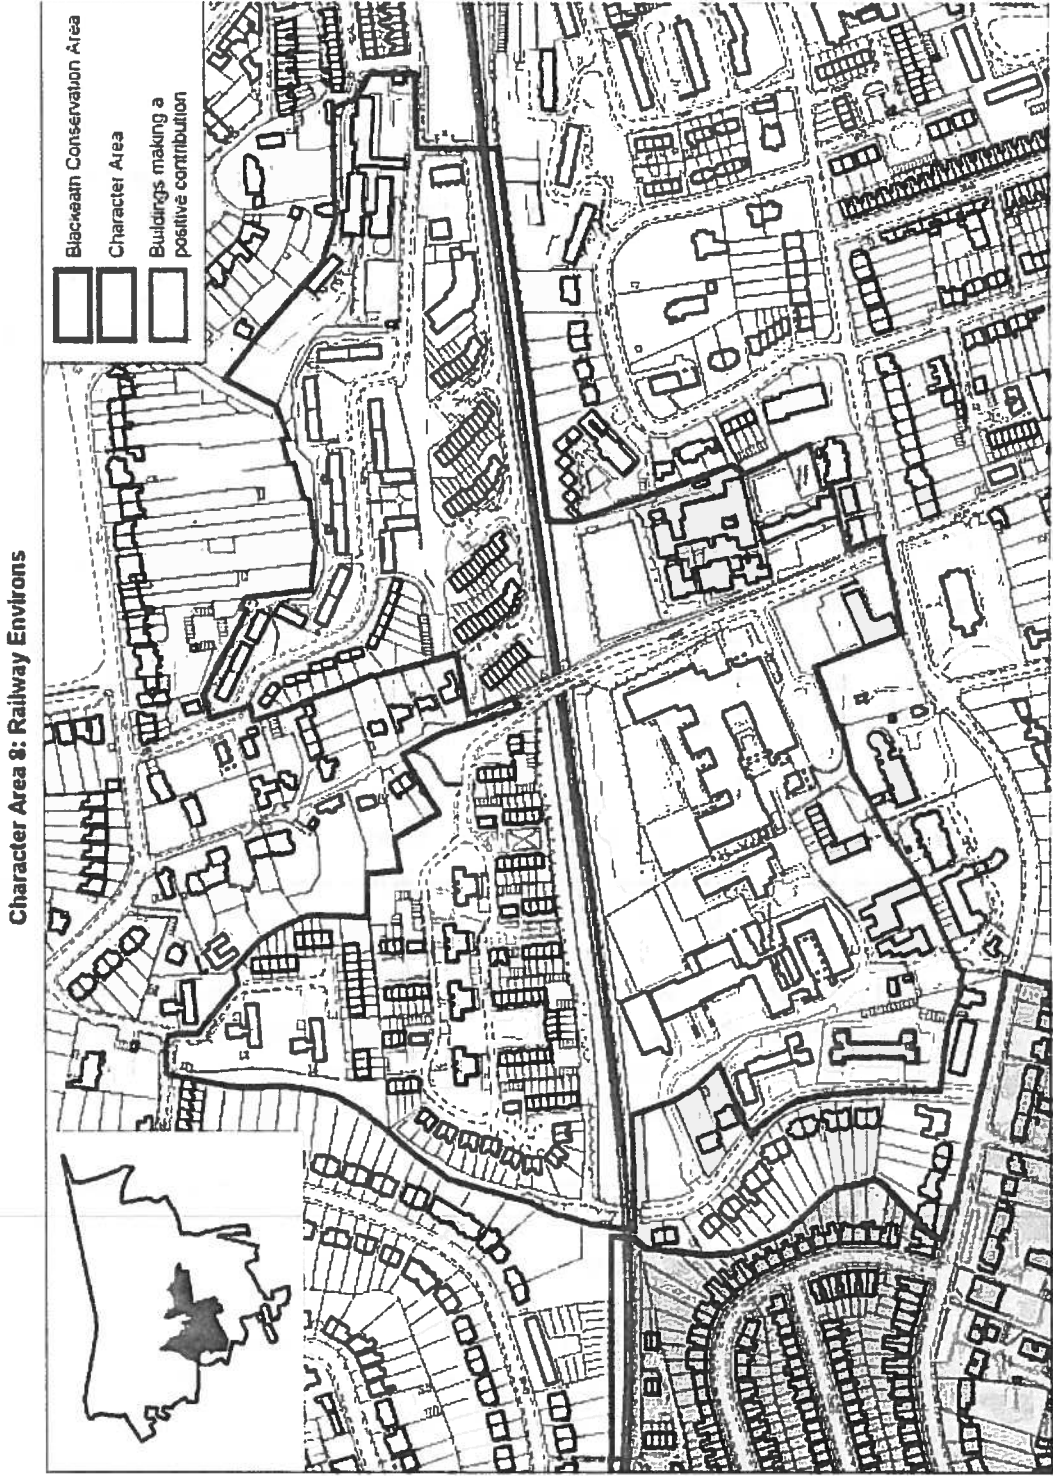 Character Area 8: Railway Environs
Blackheath Conservation Area
Character Area
Buildings making a
positive contribution